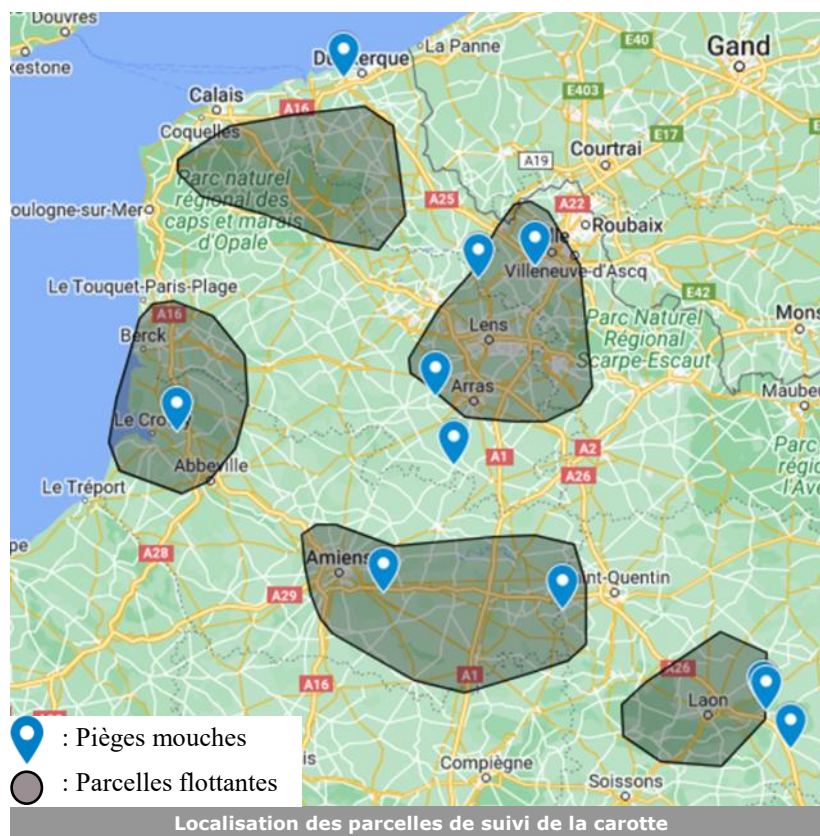 Douvres
kestone
Dunkerque
La Panne
E40
Gand
Calais
A16
E403
Coquelles
E17
Courtrai
A19
Parc naturel
régional des
caps et marais
d'Opale
oulogne-sur-Mer
A25
A22
Roubaix
lle
Villeneuve-d'Ascq
Le Touquet-Paris-Plage
E42
A16
Berck
Lens
Parc Naturel
Régional
Scarpe-Escaut
Mons
Arras
Maubeu
Le Crotoy
Abbeville
A1
A2
A26
Parc
régio
l'Ave
Le Tréport
pe
A28
Amiens
nt-Quentin
A29
A16
A1
A26
Laon
is
Compiègne
Soissons
: Pièges mouches
: Parcelles flottantes
Localisation des parcelles de suivi de la carotte